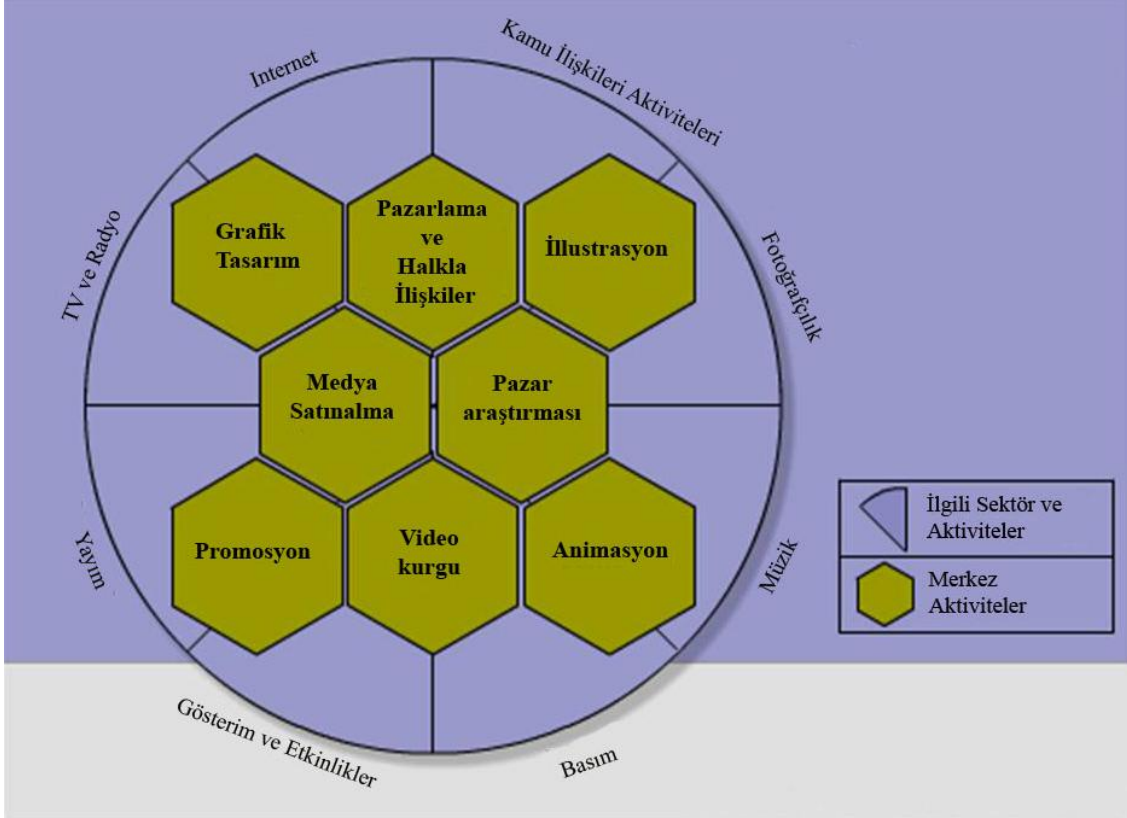 Internet
Kamu İlişkileri Aktiviteleri
TV ve Radyo
Fotoğrafçılık
Grafik
Tasarım
Pazarlama
ve
Halkla
İlişkiler
İllustrasyon
Medya
Satınalma
Pazar
araştırması
Promosyon
Video
kurgu
Animasyon
Yayım
Müzik
Gösterim ve Etkinlikler
Basım
İlgili Sektör ve
Aktiviteler
Merkez
Aktiviteler